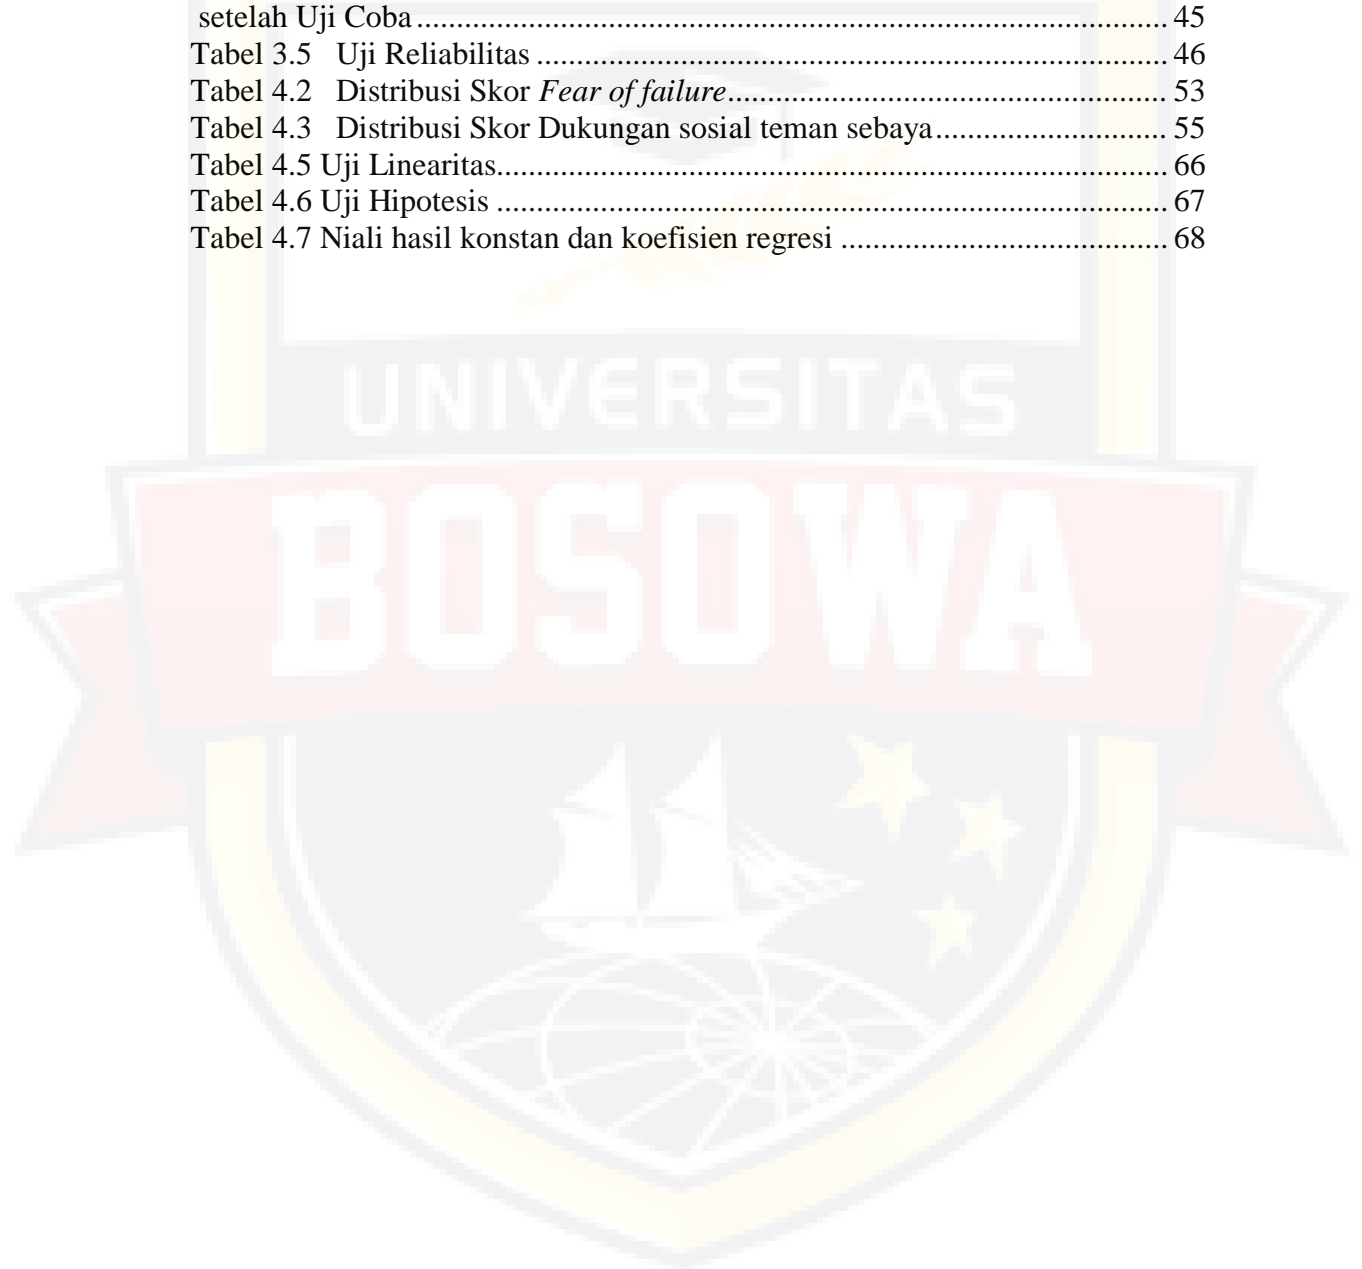 setelah Uji Coba........................................................................................... 45
Tabel 3.5   Uji Reliabilitas ............................................................................. 46
Tabel 4.2   Distribusi Skor Fear of failure...................................................... 53
Tabel 4.3   Distribusi Skor Dukungan sosial teman sebaya............................. 55
Tabel 4.5 Uji Linearitas................................................................................... 66
Tabel 4.6 Uji Hipotesis ................................................................................... 67
Tabel 4.7 Niali hasil konstan dan koefisien regresi ......................................... 68
UNIVERSITAS
BOSOWA